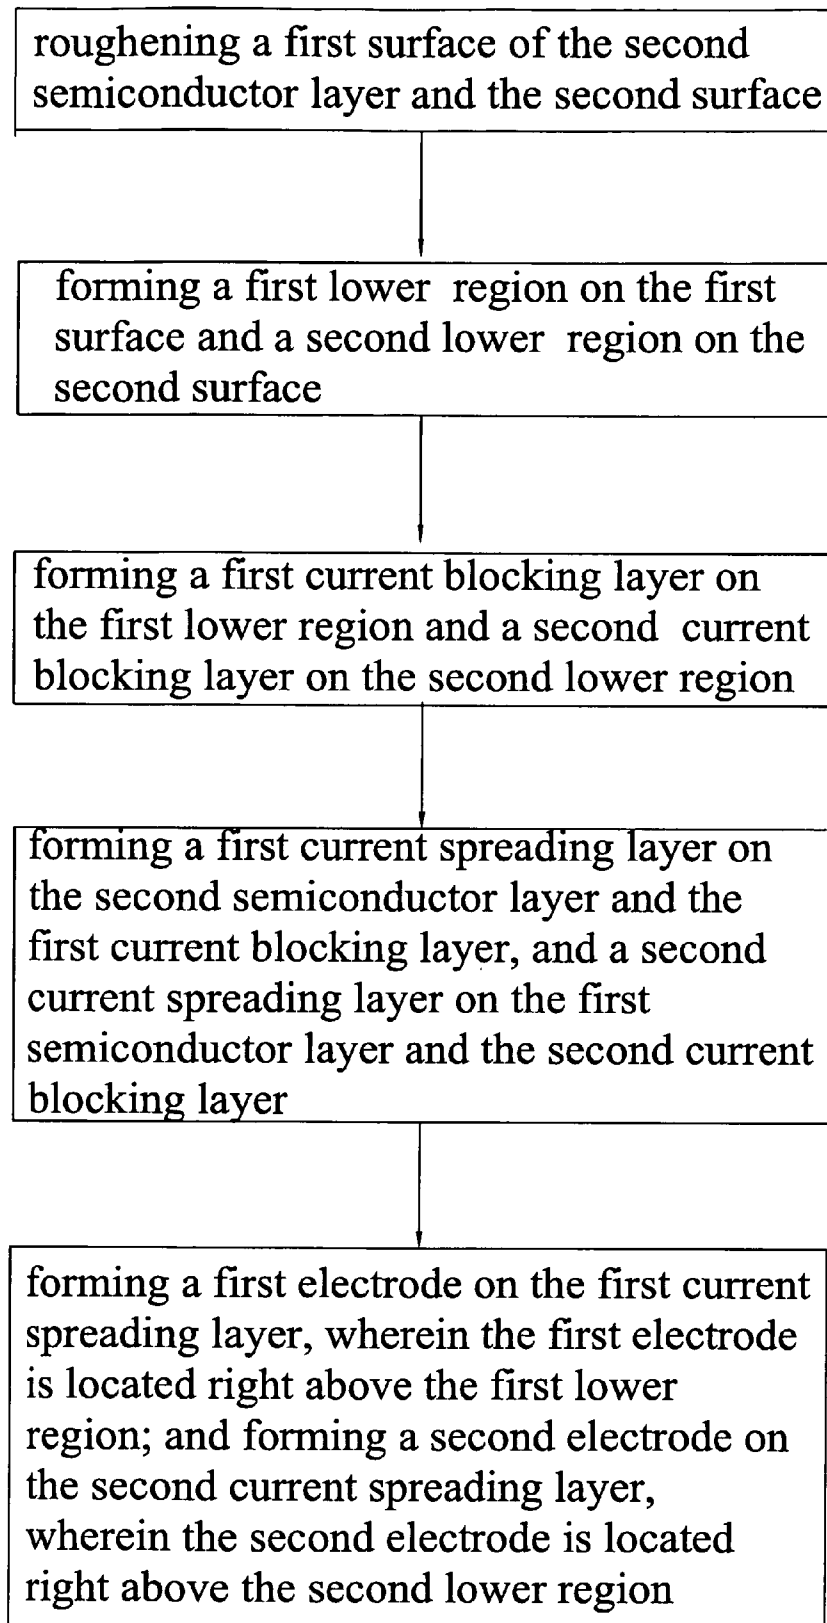 roughening a first surface of the second
semiconductor layer and the second surface
forming a first lower region on the first
surface and a second lower region on the
second surface
forming a first current blocking layer on
the first lower region and a second current
blocking layer on the second lower region
forming a first current spreading layer on
the second semiconductor layer and the
first current blocking layer, and a second
current spreading layer on the first
semiconductor layer and the second current
blocking layer
forming a first electrode on the first current
spreading layer, wherein the first electrode
is located right above the first lower
region; and forming a second electrode on
the second current spreading layer,
wherein the second electrode is located
right above the second lower region